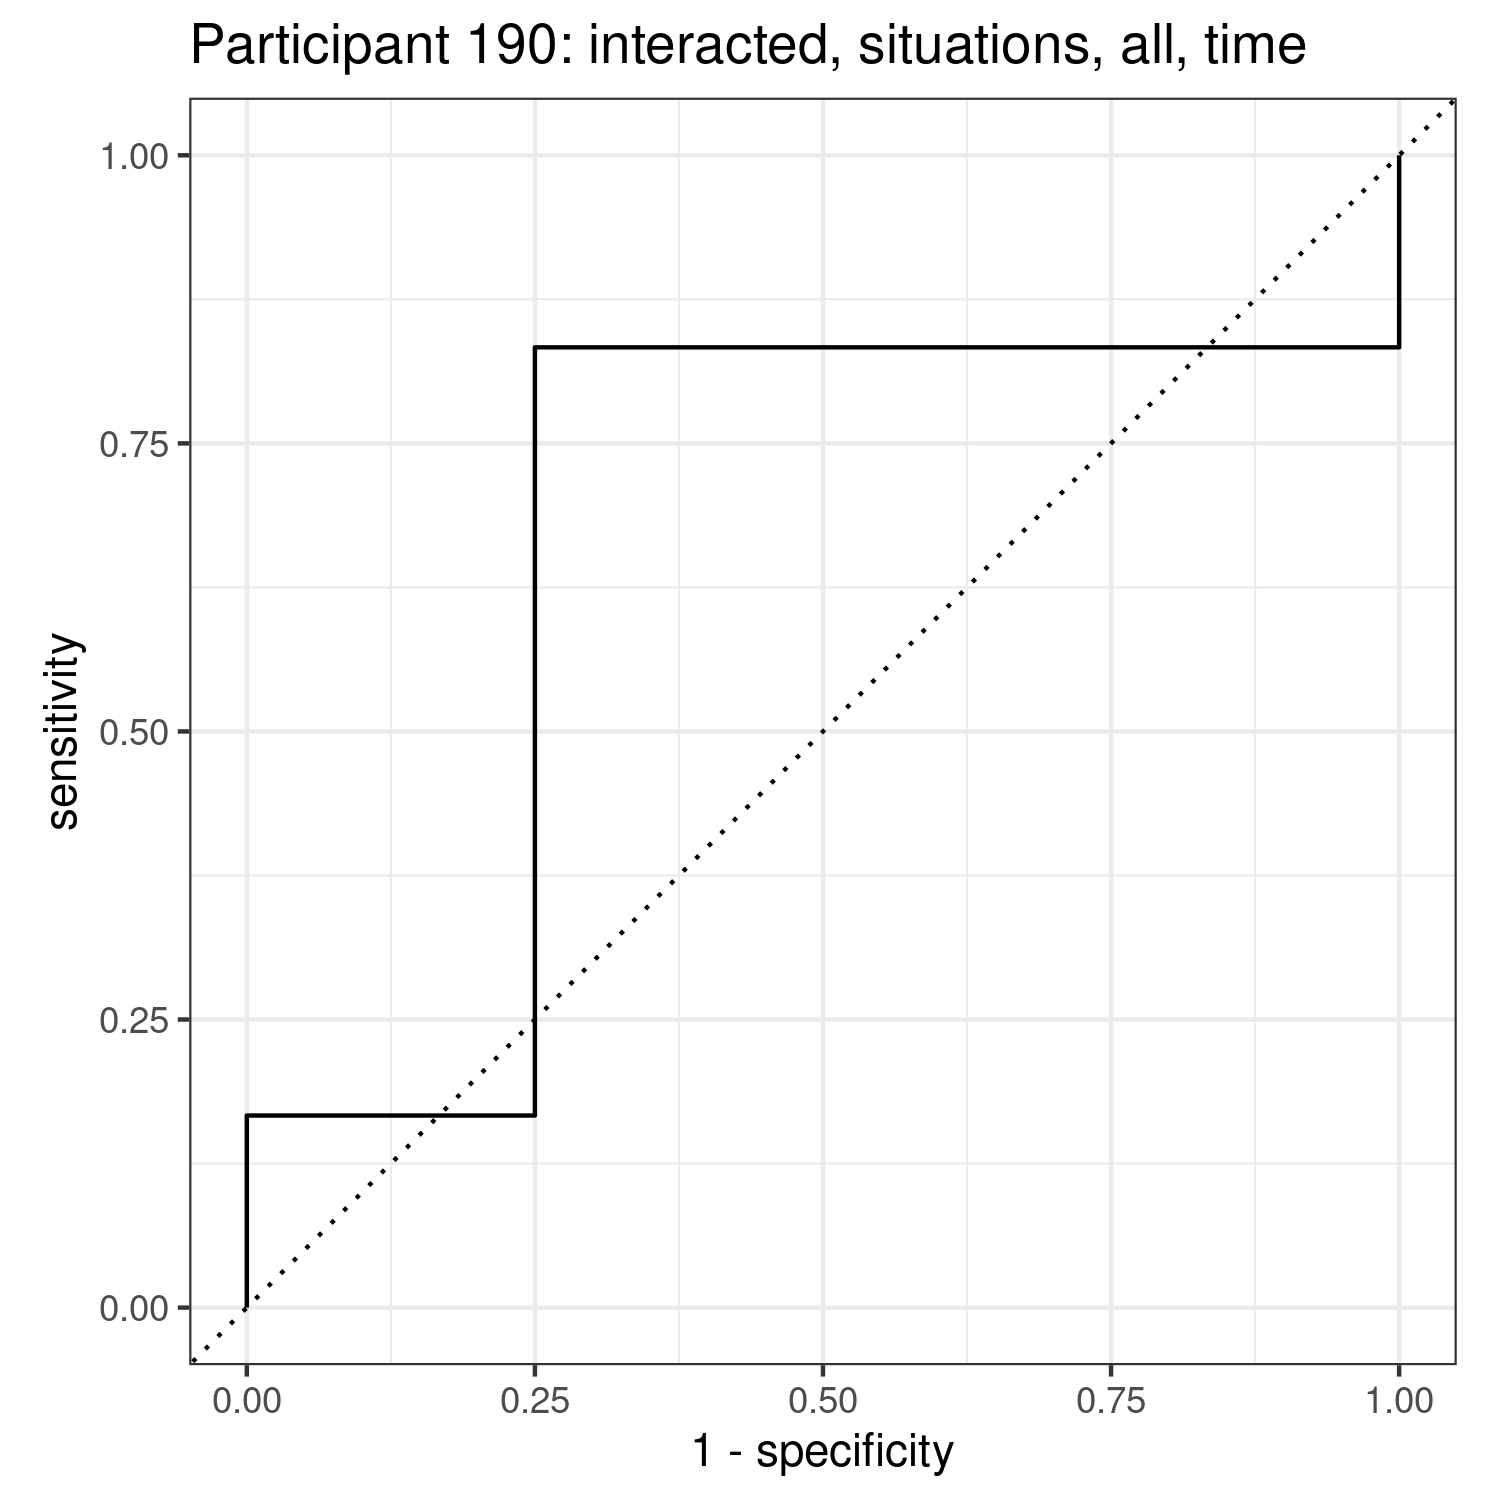 Participant 190: interacted, situations, all, time
sensitivity
1.00
0.75
0.50
0.25
0.00
0.00 0.25 0.50 0.75 1.00
1 - specificity